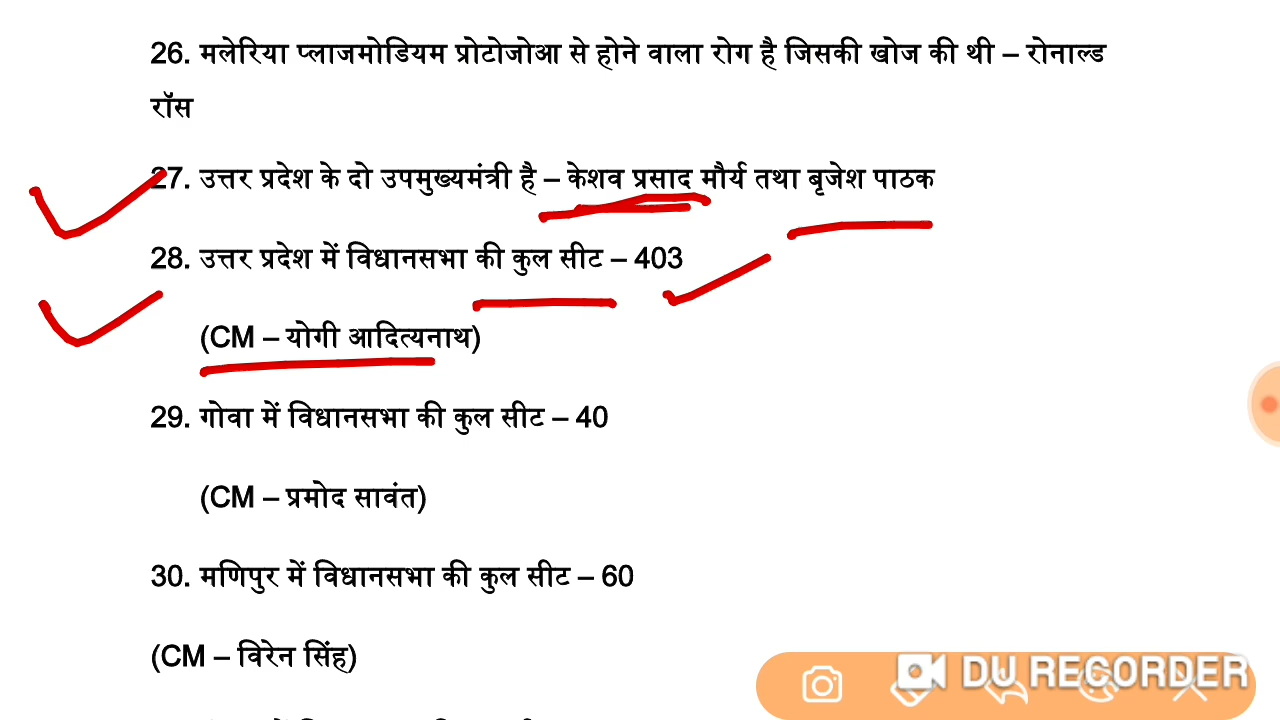 26. मलेरिया प्लाजमोडियम प्रोटोजोआ से होने वाला रोग है जिसकी खोज की थी – रोनाल्ड
रॉस
27. उत्तर प्रदेश के दो उपमुख्यमंत्री है – केशव प्रसाद मौर्य तथा बृजेश पाठक
28. उत्तर प्रदेश में विधानसभा की कुल सीट – 403
(CM – योगी आदित्यनाथ)
29. गोवा में विधानसभा की कुल सीट – 40
(CM – प्रमोद सावंत)
30. मणिपुर में विधानसभा की कुल सीट – 60
(CM – विरेन सिंह)
DU RECORDER